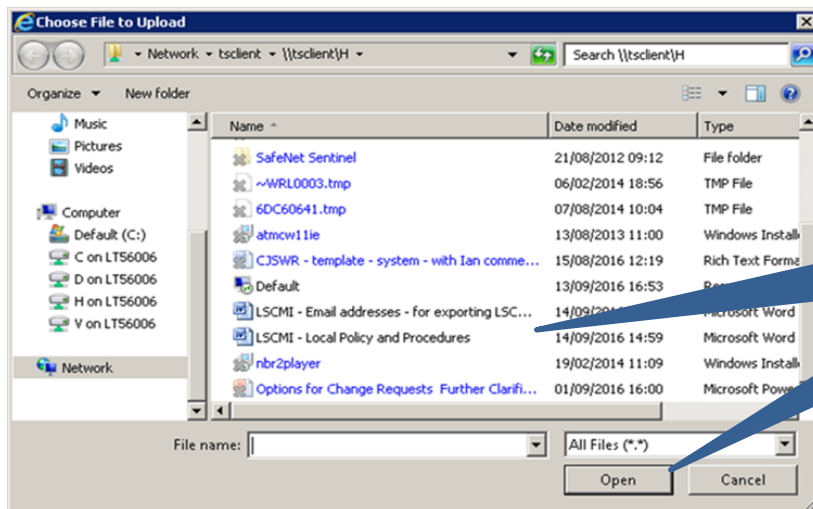 Choose File to Upload
Network tsclient \\tsclient\H
Search \\tsclient\H
Organize New folder
Music
Pictures
Videos
Computer
Default (C:)
C on LT56006
D on LT56006
H on LT56006
V on LT56006
Network
Name Date modified Type
SafeNet Sentinel 21/08/2012 09:12 File folder
~WRL0003.tmp 06/02/2014 18:56 TMP File
6DC60641.tmp 07/08/2014 10:04 TMP File
atmcw11ie 13/08/2013 11:00 Windows Install
CJSWR - template - system - with Ian comme... 15/08/2016 12:19 Rich Text Forma
Default 13/09/2016 16:53
LSCMI - Email addresses - for exporting LSC... Microsoft Word
LSCMI - Local Policy and Procedures 14/09/2016 14:59 Microsoft Word
nbr2player 19/02/2014 11:09 Windows Install
Options for Change Requests Further Clarifi... 01/09/2016 16:00 Microsoft Powe
File name: All Files (*.*)
Open Cancel